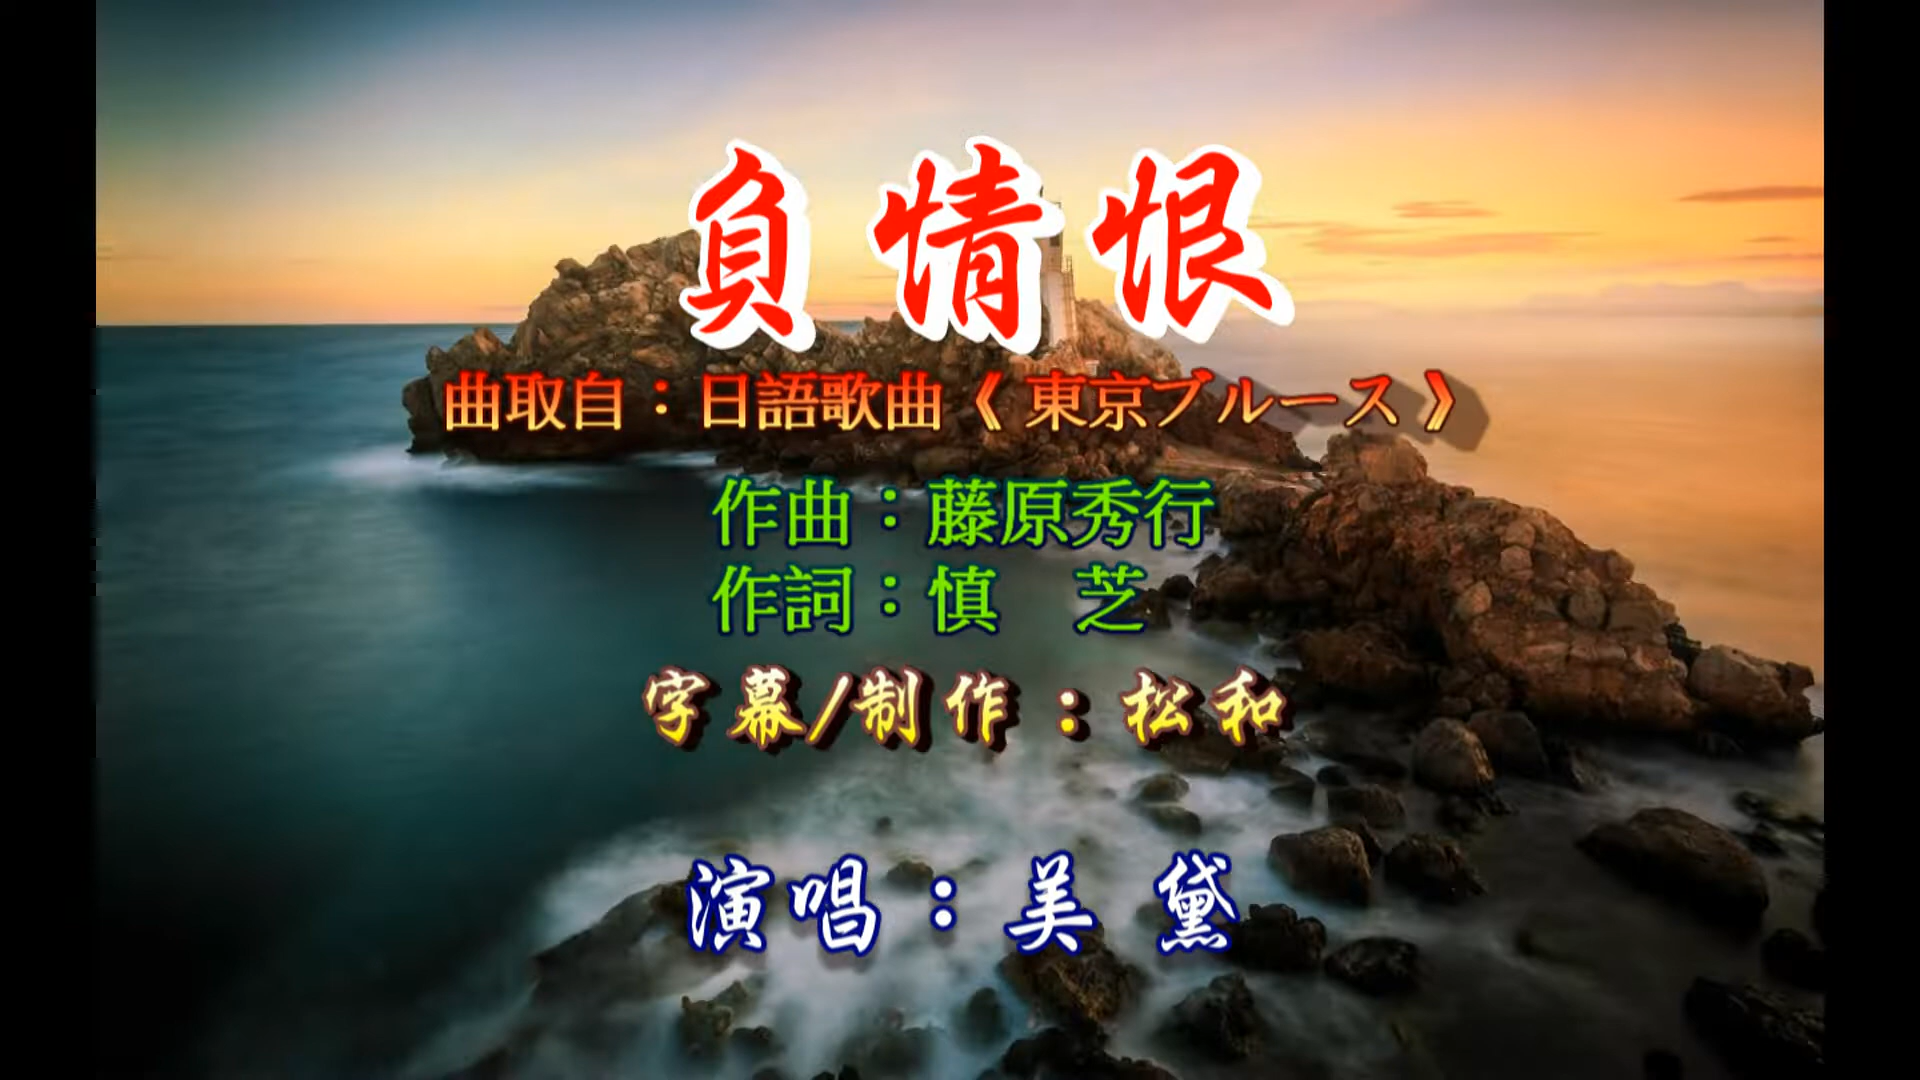 負情恨
曲取自：日語歌曲《東京ブルース》
作曲：藤原秀行
作詞：慎　芝
字幕/制作：松和
演唱：美黛